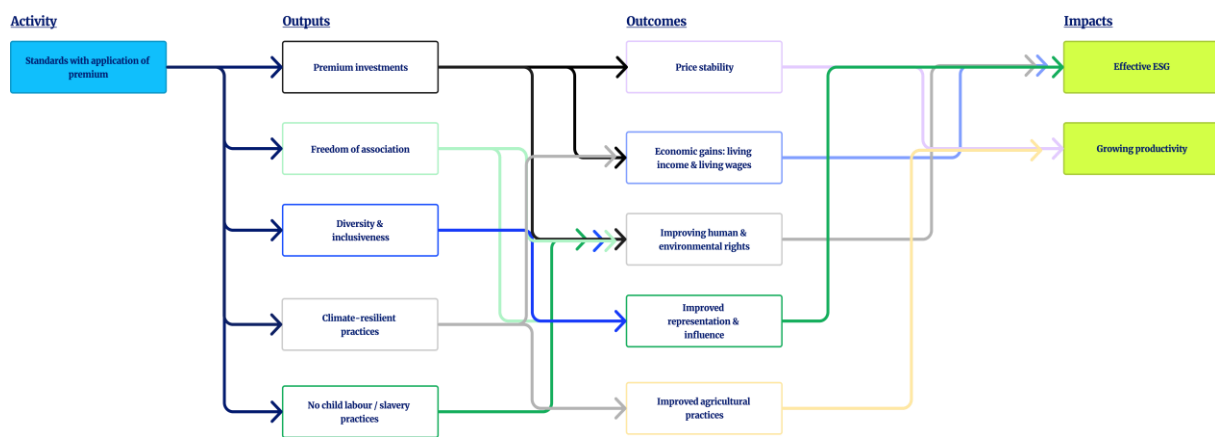 Activity
Outputs
Outcomes
Impacts
Standards with application of
premium
Premium investments
Price stability
Effective ESG
Freedom of association
Economic gains: living
income & living wages
Growing productivity
Diversity &
inclusiveness
Improving human &
environmental rights
Climate-resilient
practices
Improved
representation &
influence
No child labour / slavery
practices
Improved agricultural
practices